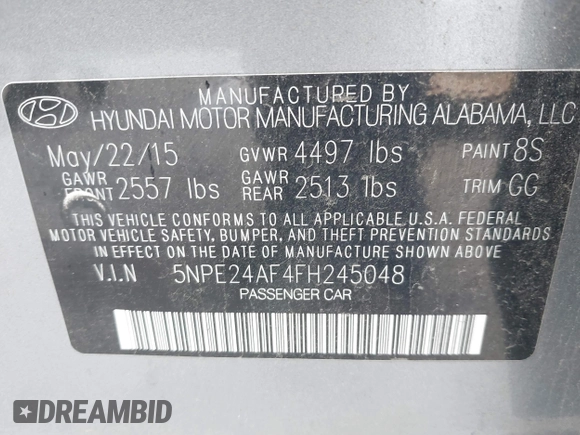 MANUFACTURED BY
HYUNDAI MOTOR MANUFACTURING ALABAMA, LLC
May/22/15 GVWR 4497 lbs PAINT 8S
GAWR FRONT 2557 lbs GAWR REAR 2513 lbs TRIM GG
THIS VEHICLE CONFORMS TO ALL APPLICABLE U.S.A. FEDERAL
MOTOR VEHICLE SAFETY, BUMPER, AND THEFT PREVENTION STANDARDS
IN EFFECT ON THE DATE OF MANUFACTURE SHOWN ABOVE.
V.I.N 5NPE24AF4FH245048
PASSENGER CAR
DREAMBID